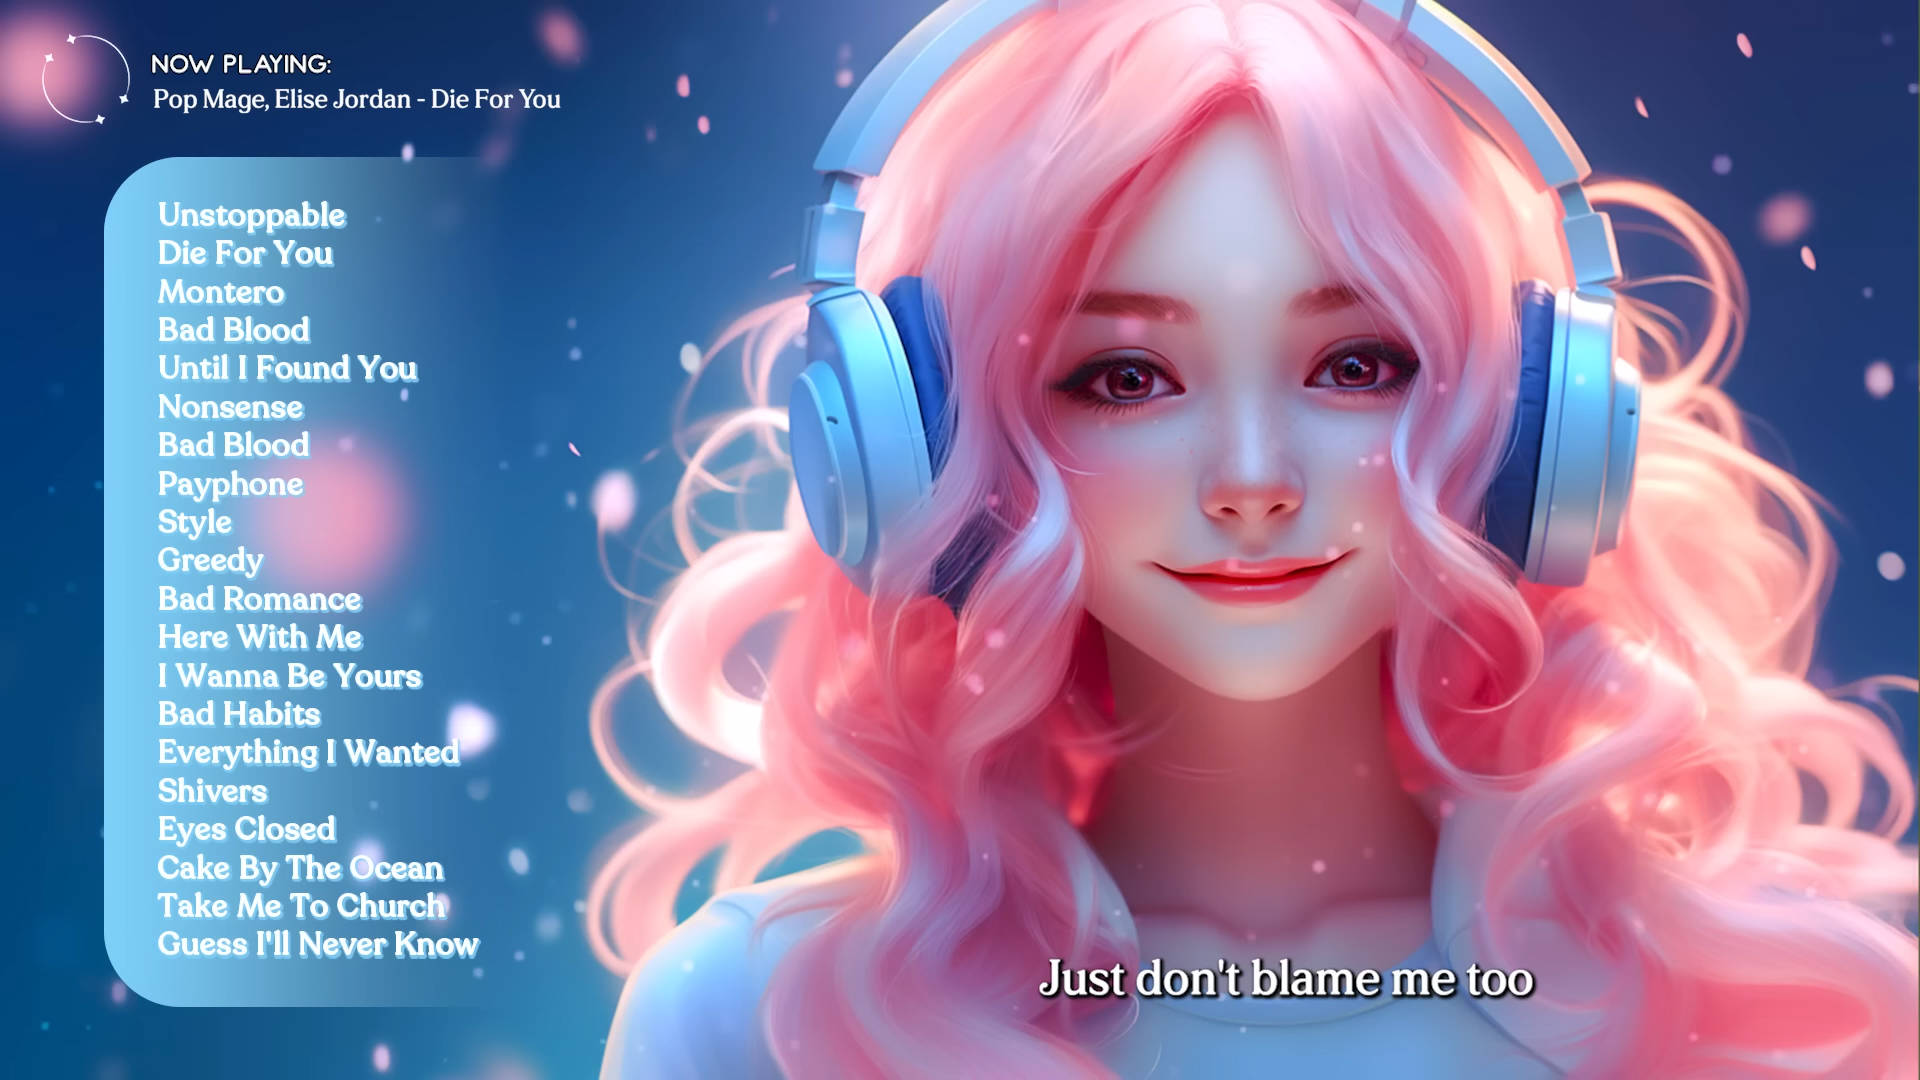 NOW PLAYING:
Pop Mage, Elise Jordan - Die For You
Unstoppable
Die For You
Montero
Bad Blood
Until I Found You
Nonsense
Bad Blood
Payphone
Style
Greedy
Bad Romance
Here With Me
I Wanna Be Yours
Bad Habits
Everything I Wanted
Shivers
Eyes Closed
Cake By The Ocean
Take Me To Church
Guess I'll Never Know
Just don't blame me too